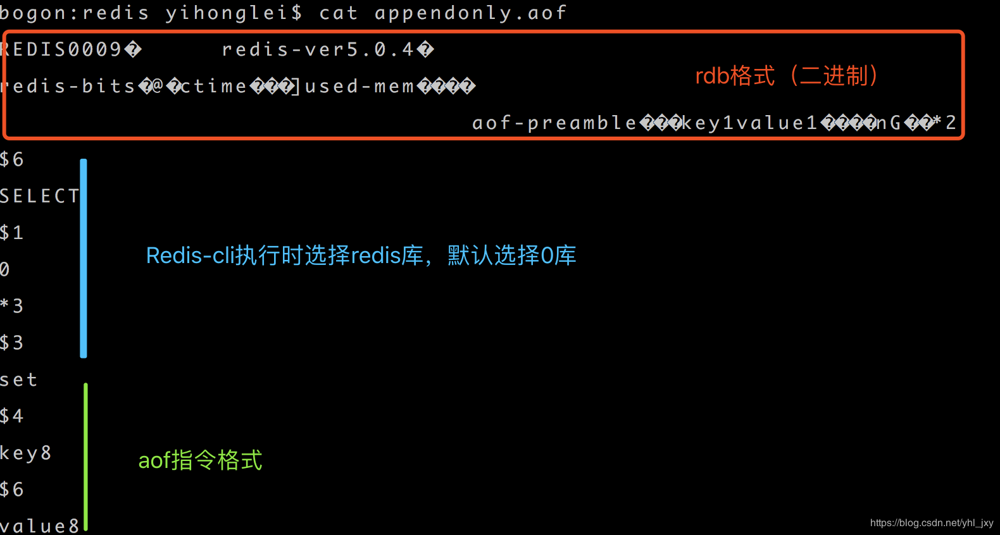 bogon:redis yihonglei$ cat appendonly.aof
REDIS0009� redis-ver5.0.4�
redis-bits�@�ctime���]used-mem����
rdb格式（二进制）
aof-preamble���key1value1����nG��*2
$6
SELECT
$1
Redis-cli执行时选择redis库，默认选择0库
0
*3
$3
set
$4
key8
aof指令格式
$6
value8
https://blog.csdn.net/yhl_jxy